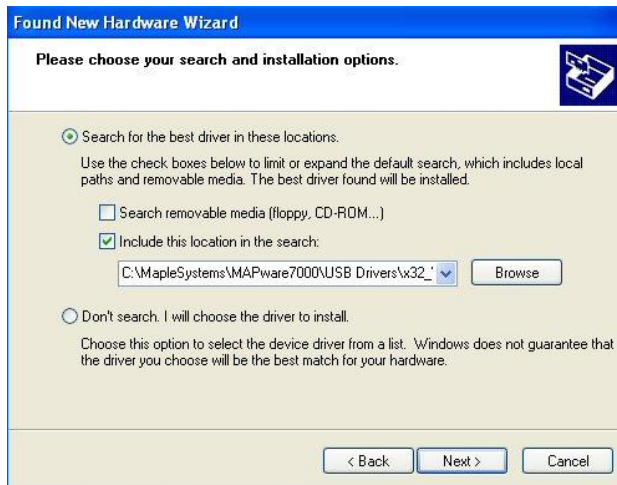 Found New Hardware Wizard
Please choose your search and installation options.
Search for the best driver in these locations.
Use the check boxes below to limit or expand the default search, which includes local
paths and removable media. The best driver found will be installed.
Search removable media (floppy, CD-ROM...)
Include this location in the search:
C:\MapleSystems\MAPware7000\USB Drivers\x32_
Browse
Don't search. I will choose the driver to install.
Choose this option to select the device driver from a list. Windows does not guarantee that
the driver you choose will be the best match for your hardware.
< Back Next > Cancel